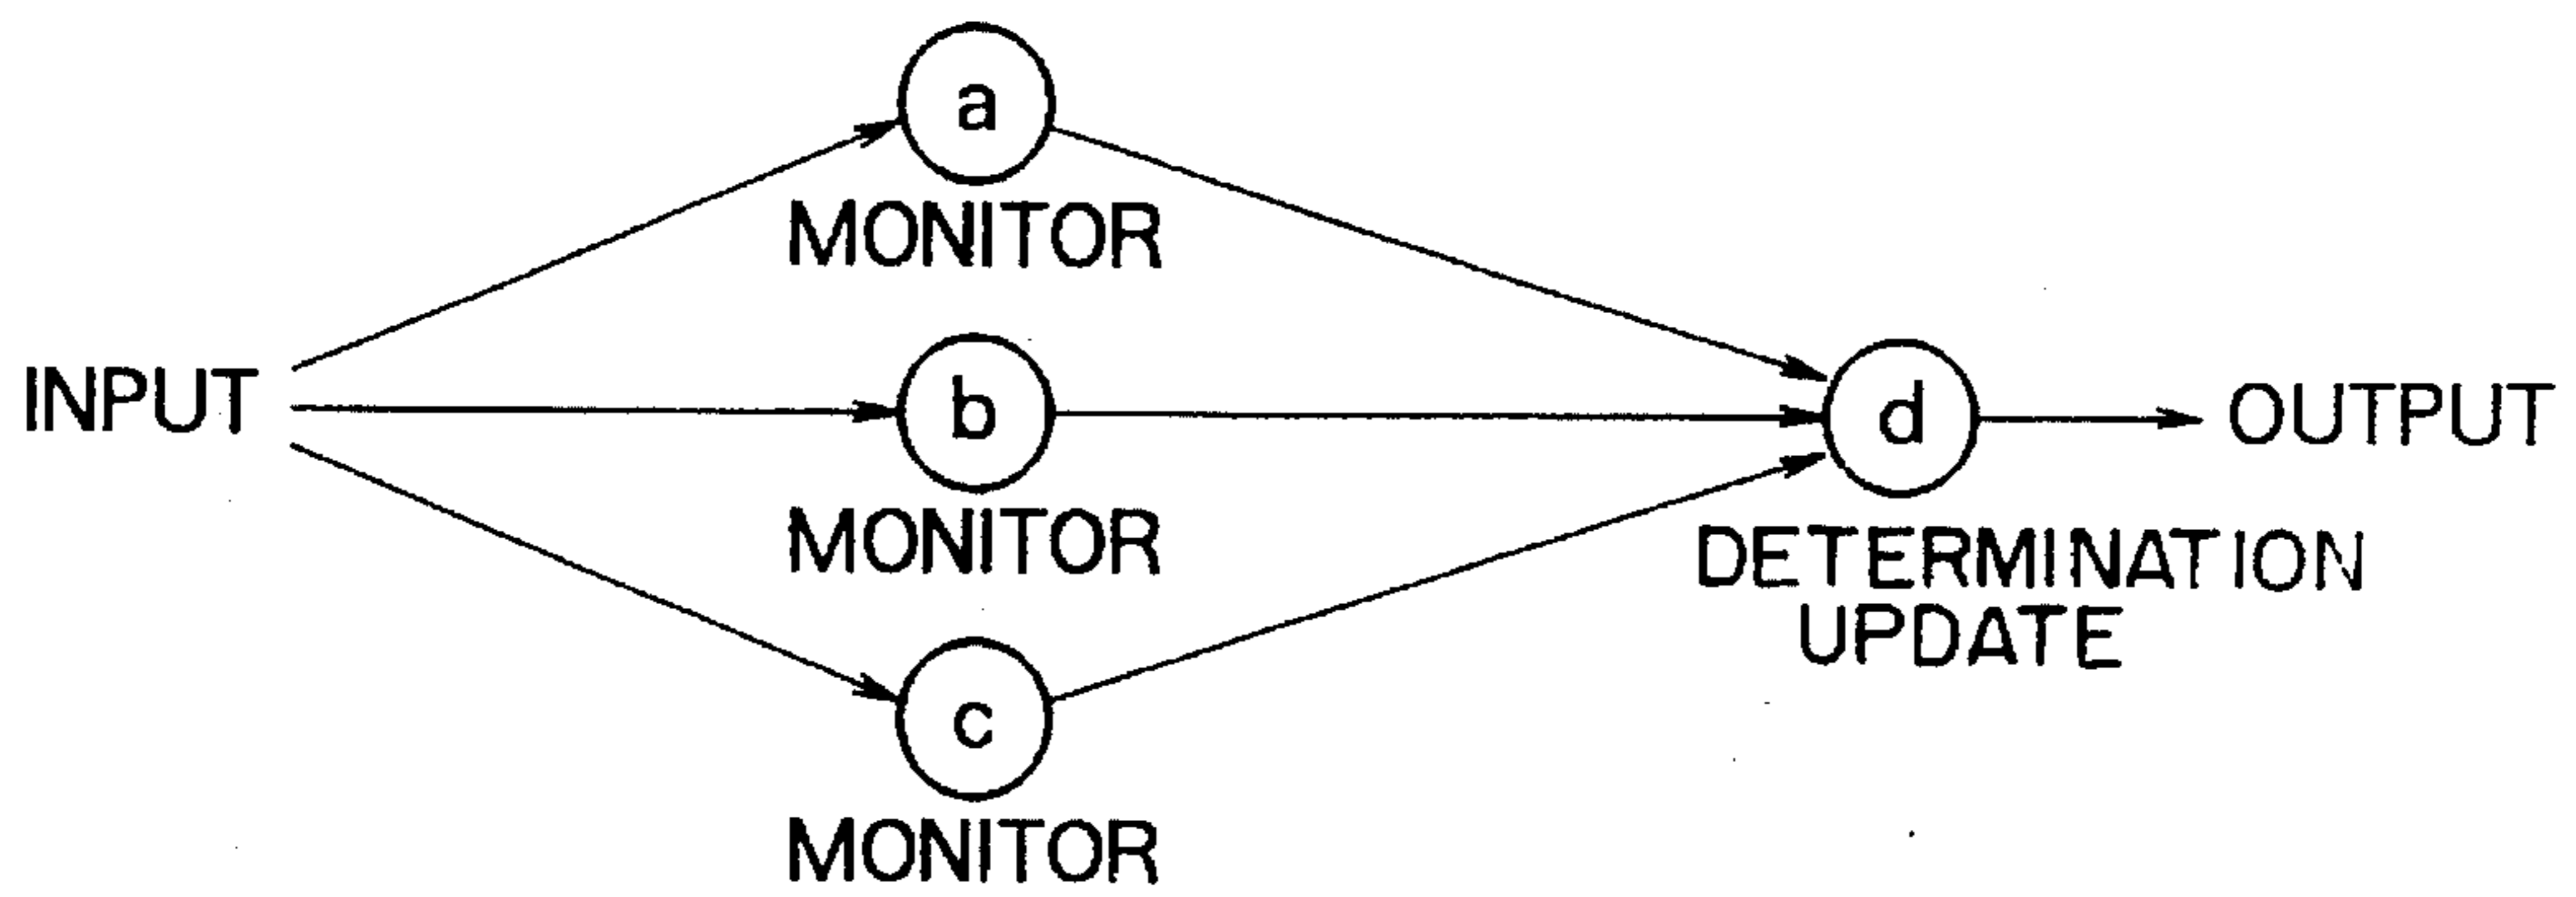 a
MONITOR
INPUT
b
MONITOR
d
OUTPUT
DETERMINATION
UPDATE
c
MONITOR